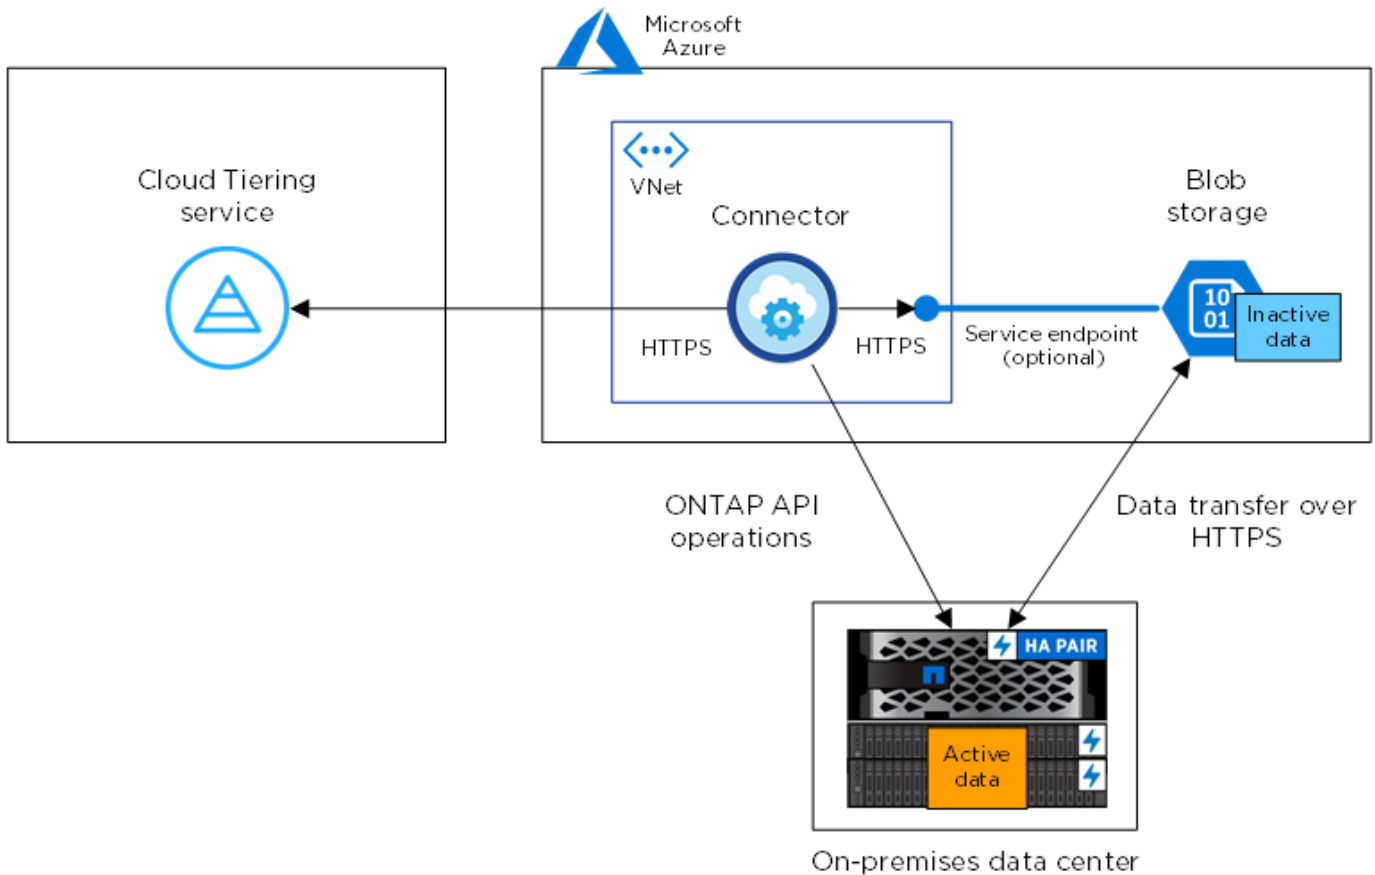 Microsoft
Azure
Cloud Tiering
service
VNet
Connector
Blob
storage
10
01
Inactive
data
HTTPS
HTTPS
Service endpoint
(optional)
ONTAP API
operations
Data transfer over
HTTPS
HA PAIR
Active
data
On-premises data center